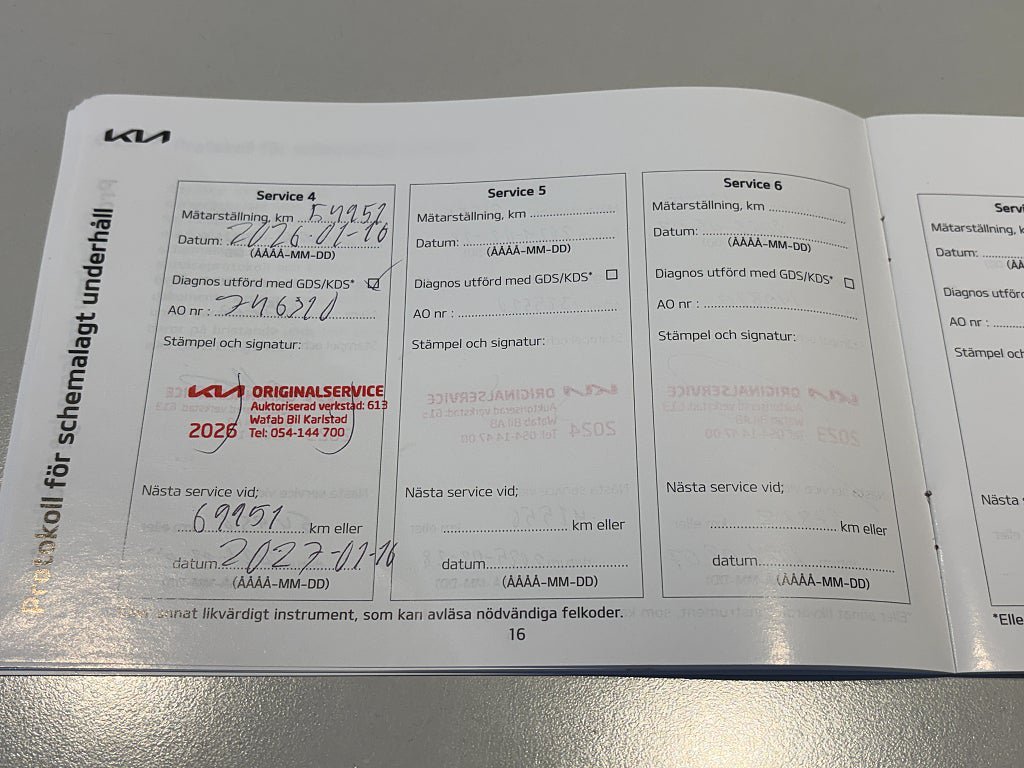 KIA
Protokoll för schemalagt underhåll
Service 4
Mätarställning, km 54951
Datum: 2026-01-16
(ÅÅÅÅ-MM-DD)
Diagnos utförd med GDS/KDS*
AO nr : 246320
Stämpel och signatur:
KIA ORIGINALSERVICE
Auktoriserad verkstad: 613
Wafab Bil Karlstad
2026 Tel: 054-144 700
Nästa service vid;
69951 km eller
datum 2027-01-16
(ÅÅÅÅ-MM-DD)
Service 5
Mätarställning, km
Datum:
(ÅÅÅÅ-MM-DD)
Diagnos utförd med GDS/KDS*
AO nr :
Stämpel och signatur:
Nästa service vid;
km eller
datum
(ÅÅÅÅ-MM-DD)
Service 6
Mätarställning, km
Datum:
(ÅÅÅÅ-MM-DD)
Diagnos utförd med GDS/KDS*
AO nr :
Stämpel och signatur:
Nästa service vid;
km eller
datum
(ÅÅÅÅ-MM-DD)
annat likvärdigt instrument, som kan avläsa nödvändiga felkoder.
16
Mätarställning, k
Datum:
(ÅÅ
Diagnos utförd
AO nr :
Stämpel och
Nästa s
*Elle